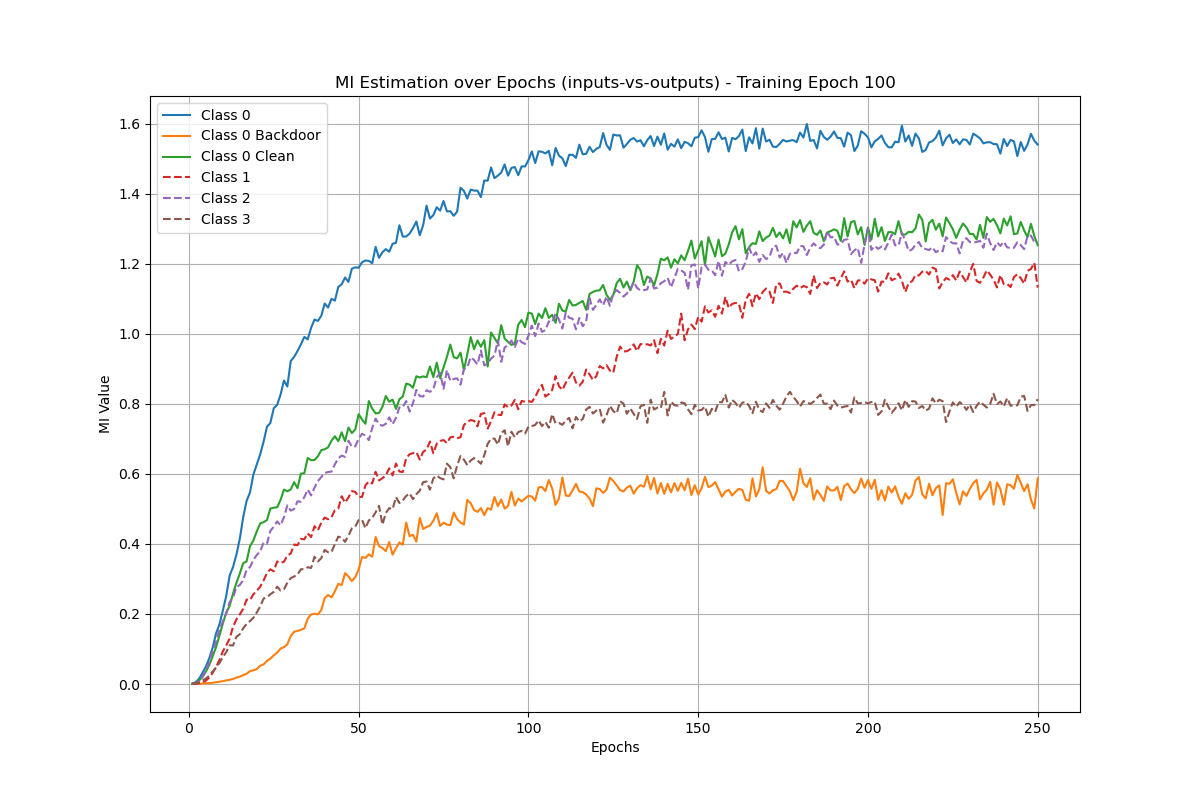 MI Estimation over Epochs (inputs-vs-outputs) - Training Epoch 100
Class 0
Class 0 Backdoor
Class 0 Clean
Class 1
Class 2
Class 3
MI Value
1.6
1.4
1.2
1.0
0.8
0.6
0.4
0.2
0.0
0 50 100 150 200 250
Epochs